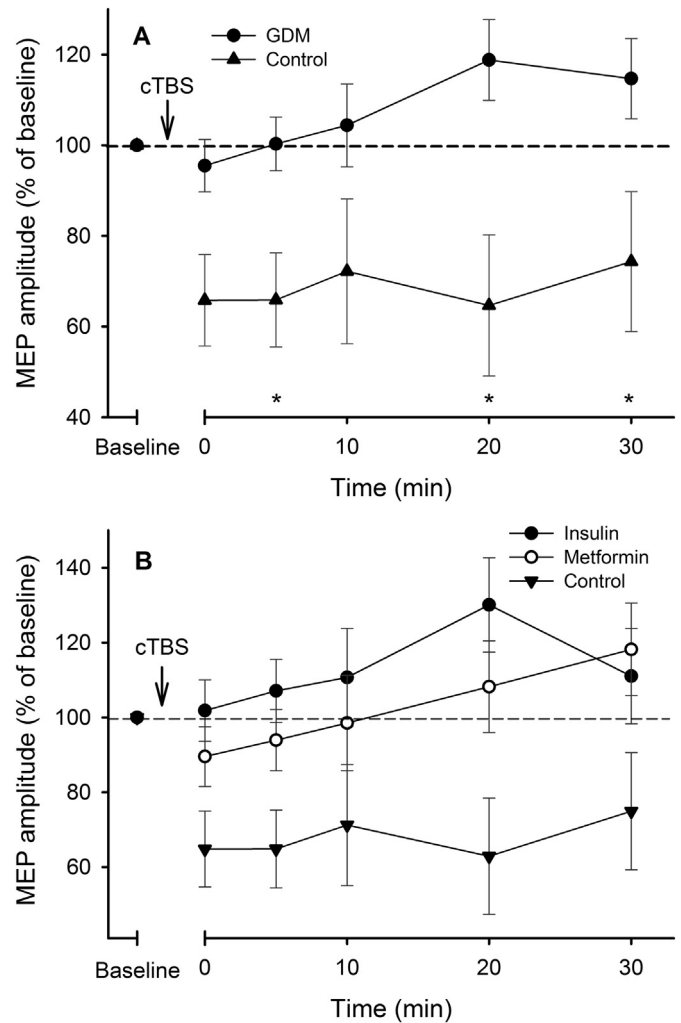 A
GDM
Control
cTBS
MEP amplitude (% of baseline)
120
100
80
60
40
* * *
Baseline 0 10 20 30
Time (min)
B
Insulin
Metformin
Control
cTBS
MEP amplitude (% of baseline)
140
120
100
80
60
Baseline 0 10 20 30
Time (min)